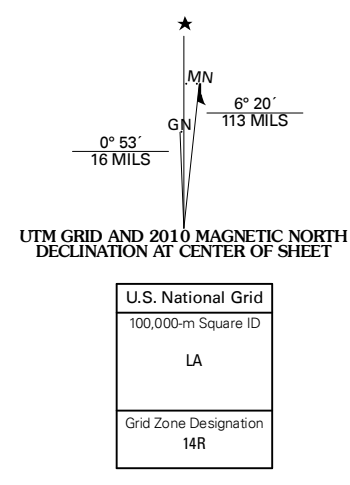 MN
6° 20´
113 MILS
GN
0° 53´
16 MILS
UTM GRID AND 2010 MAGNETIC NORTH
DECLINATION AT CENTER OF SHEET
U.S. National Grid
100,000-m Square ID
LA
Grid Zone Designation
14R